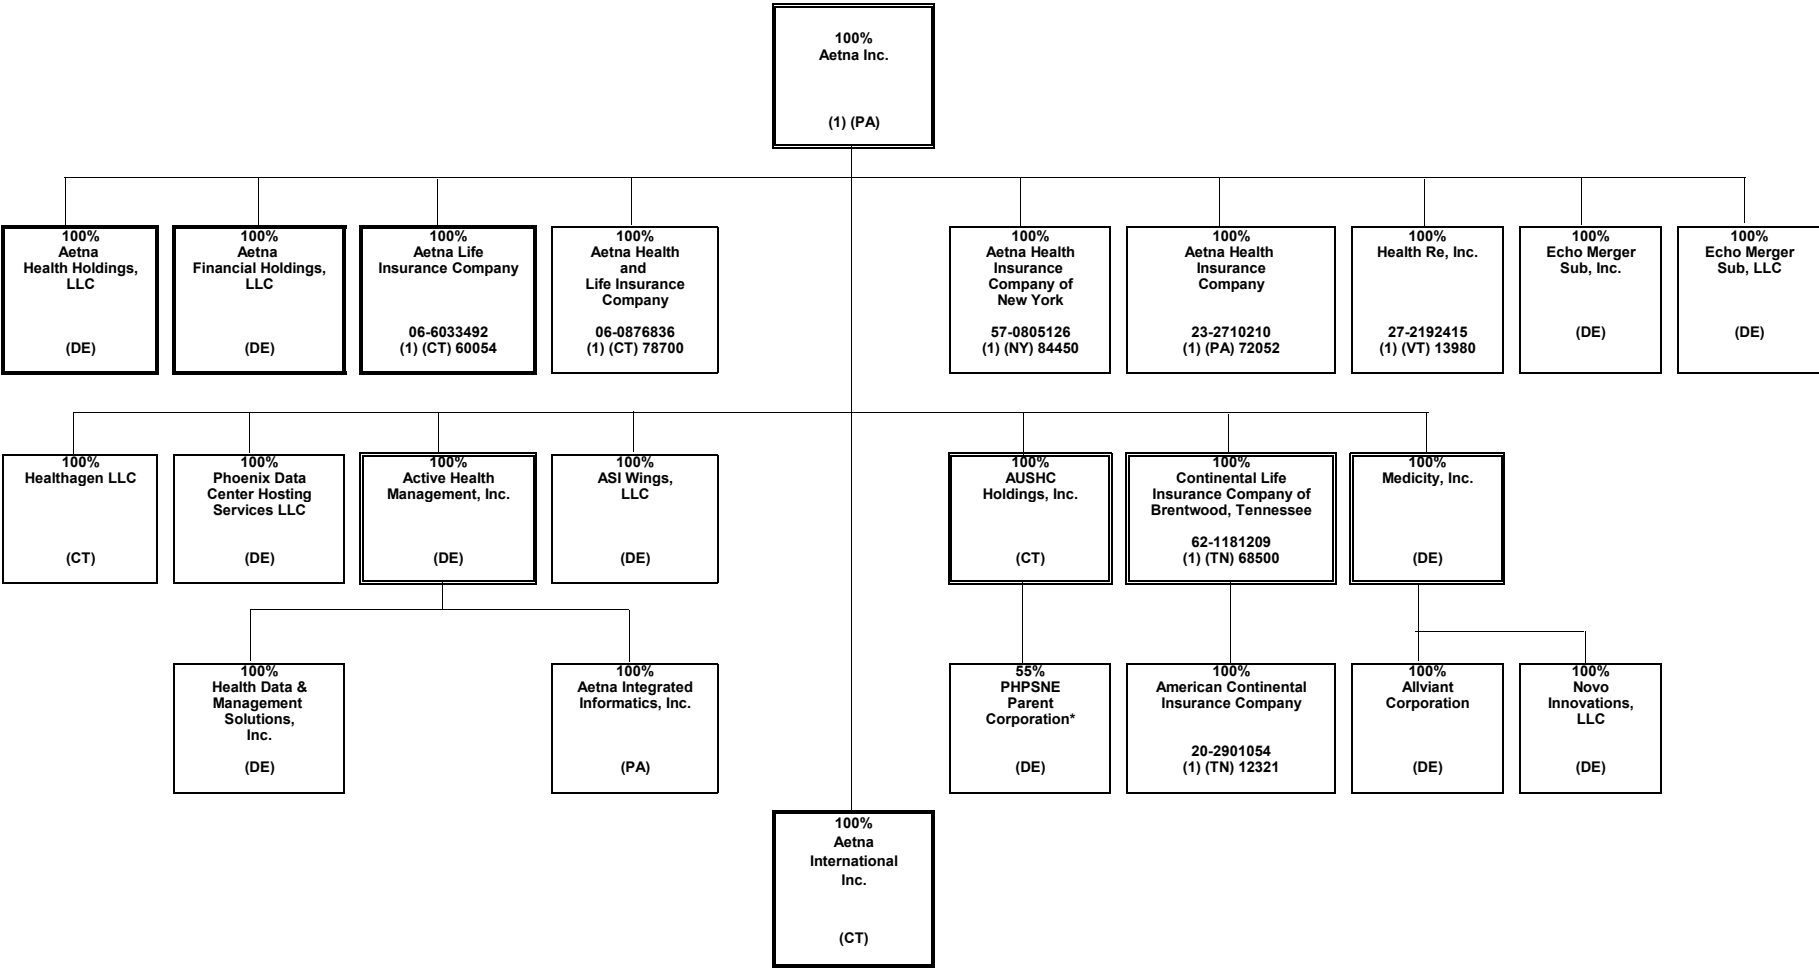 100%
Aetna Inc.
(1) (PA)
100%
Aetna
Health Holdings,
LLC
(DE)
100%
Aetna
Financial Holdings,
LLC
(DE)
100%
Aetna Life
Insurance Company
06-6033492
(1) (CT) 60054
100%
Aetna Health
and
Life Insurance
Company
06-0876836
(1) (CT) 78700
100%
Aetna Health
Insurance
Company of
New York
57-0805126
(1) (NY) 84450
100%
Aetna Health
Insurance
Company
23-2710210
(1) (PA) 72052
100%
Health Re, Inc.
27-2192415
(1) (VT) 13980
100%
Echo Merger
Sub, Inc.
(DE)
100%
Echo Merger
Sub, LLC
(DE)
100%
Healthagen LLC
(CT)
100%
Phoenix Data
Center Hosting
Services LLC
(DE)
100%
Active Health
Management, Inc.
(DE)
100%
ASI Wings,
LLC
(DE)
100%
AUSHC
Holdings, Inc.
(CT)
100%
Continental Life
Insurance Company of
Brentwood, Tennessee
62-1181209
(1) (TN) 68500
100%
Medicity, Inc.
(DE)
100%
Health Data &
Management
Solutions,
Inc.
(DE)
100%
Aetna Integrated
Informatics, Inc.
(PA)
55%
PHPSNE
Parent
Corporation*
(DE)
100%
American Continental
Insurance Company
20-2901054
(1) (TN) 12321
100%
Allviant
Corporation
(DE)
100%
Novo
Innovations,
LLC
(DE)
100%
Aetna
International
Inc.
(CT)